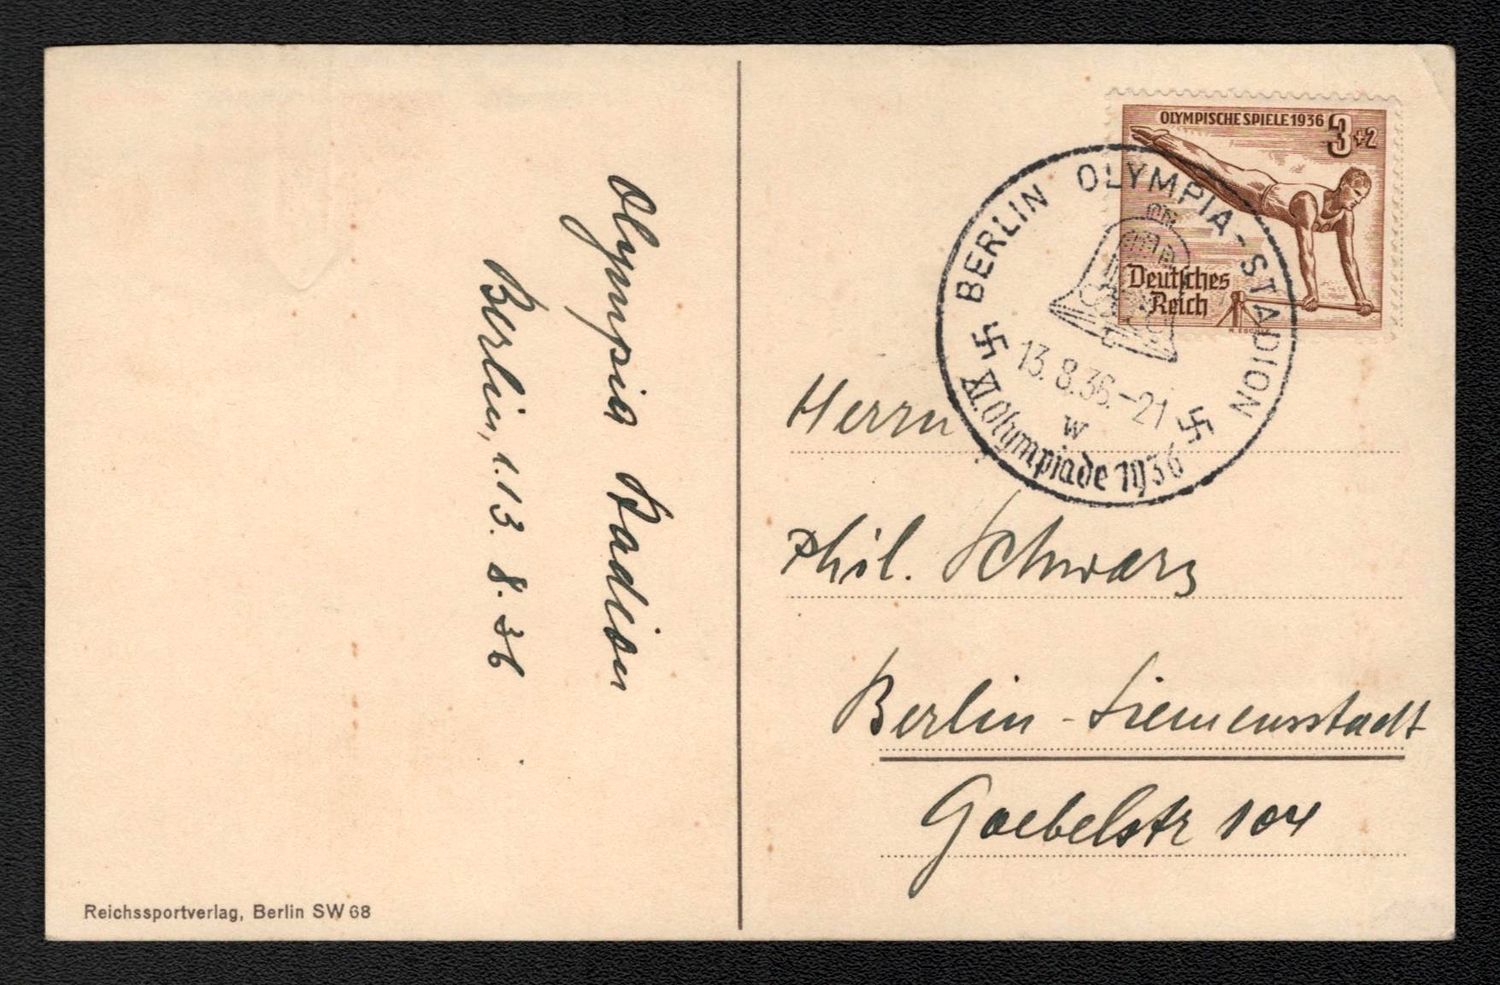 Olympia Stadion
Berlin, 1.13. 8. 36
Reichssportverlag, Berlin SW 68
OLYMPISCHE SPIELE 1936 3+2
Deutsches
Reich
BERLIN OLYMPIA-STADION
13.8.36.-21
w
XI. Olympiade 1936
Herrn
Phil. Schwarz
Berlin-Siemensstadt
Goebelstr 104